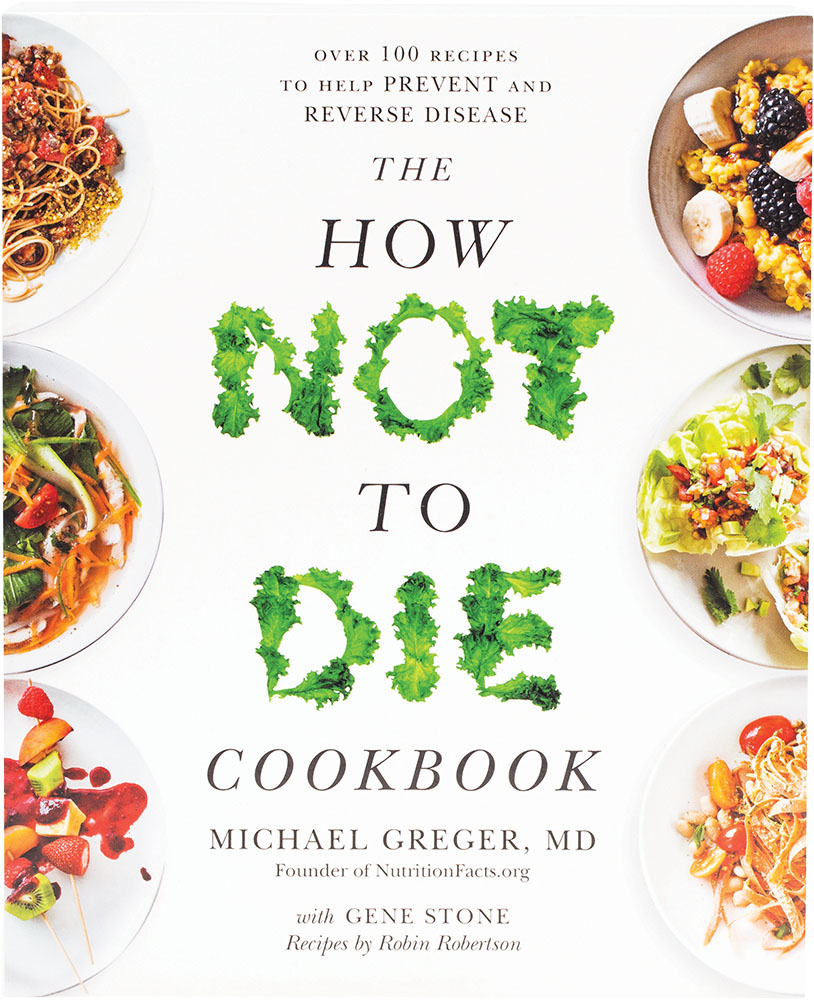 OVER 100 RECIPES
TO HELP PREVENT AND
REVERSE DISEASE
THE
HOW
NOT
TO
DIE
COOKBOOK
MICHAEL GREGER, MD
Founder of NutritionFacts.org
with GENE STONE
Recipes by Robin Robertson